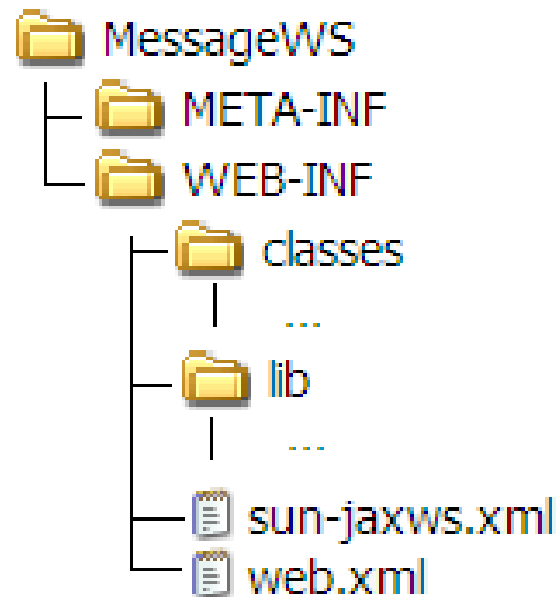 MessageWS
META-INF
WEB-INF
classes
...
lib
...
sun-jaxws.xml
web.xml